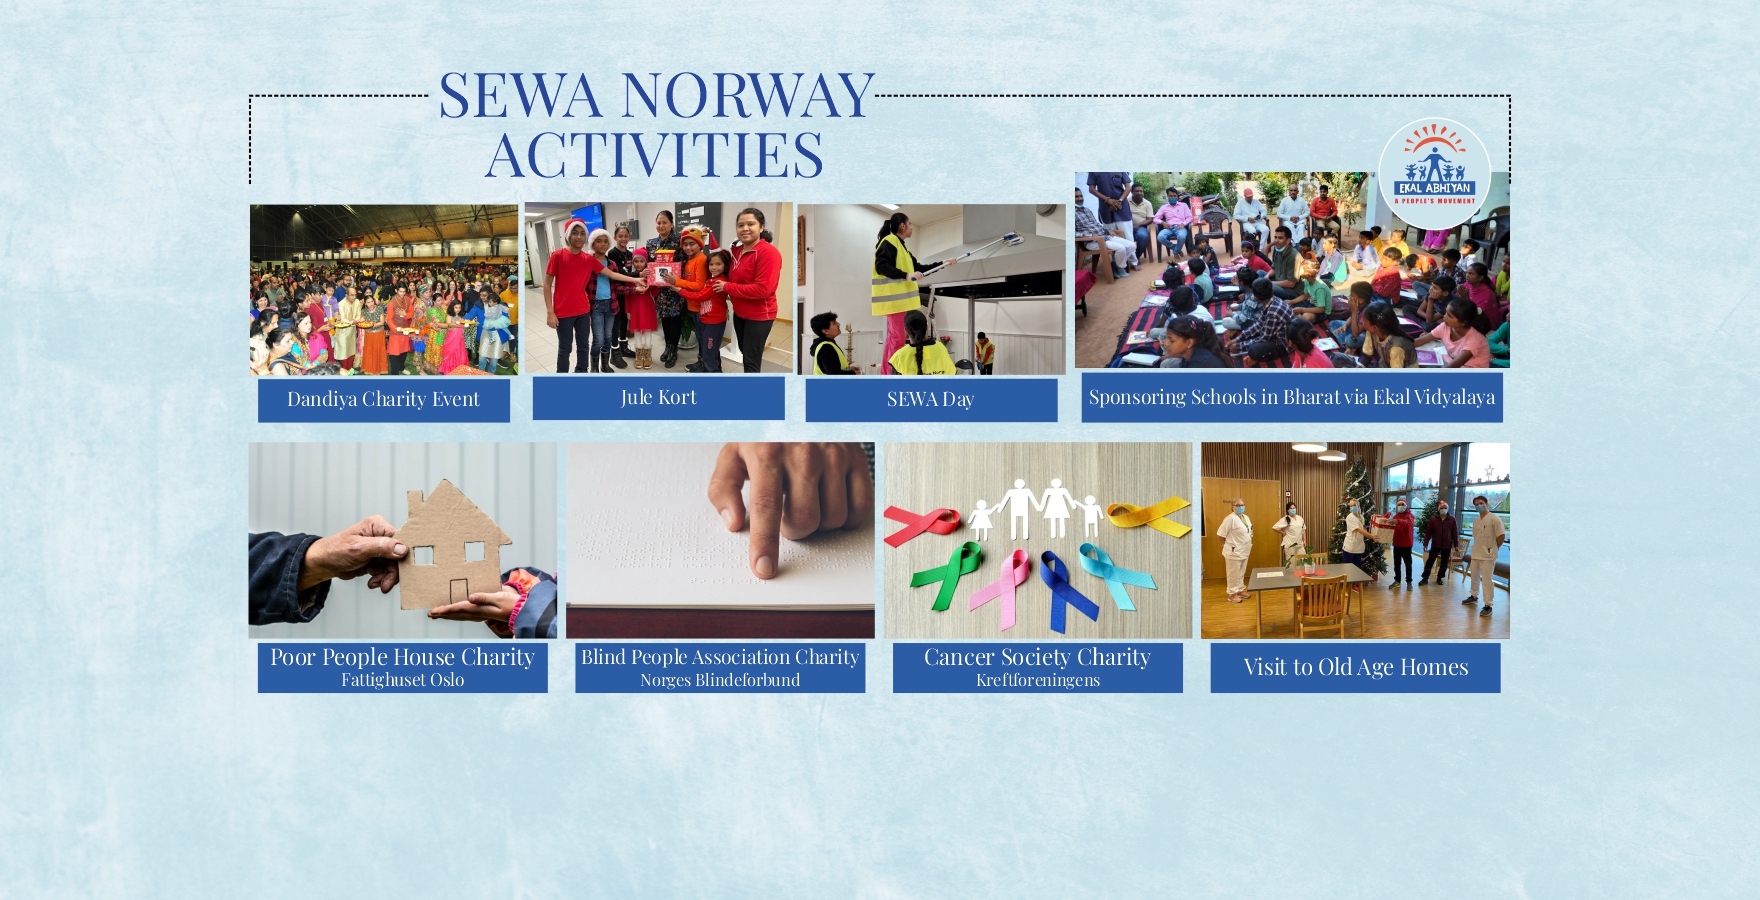 SEWA NORWAY
ACTIVITIES
EKAL ABHIYAN
A PEOPLE'S MOVEMENT
Dandiya Charity Event
Jule Kort
SEWA Day
Sponsoring Schools in Bharat via Ekal Vidyalaya
Poor People House Charity
Fattighuset Oslo
Blind People Association Charity
Norges Blindeforbund
Cancer Society Charity
Kreftforeningens
Visit to Old Age Homes